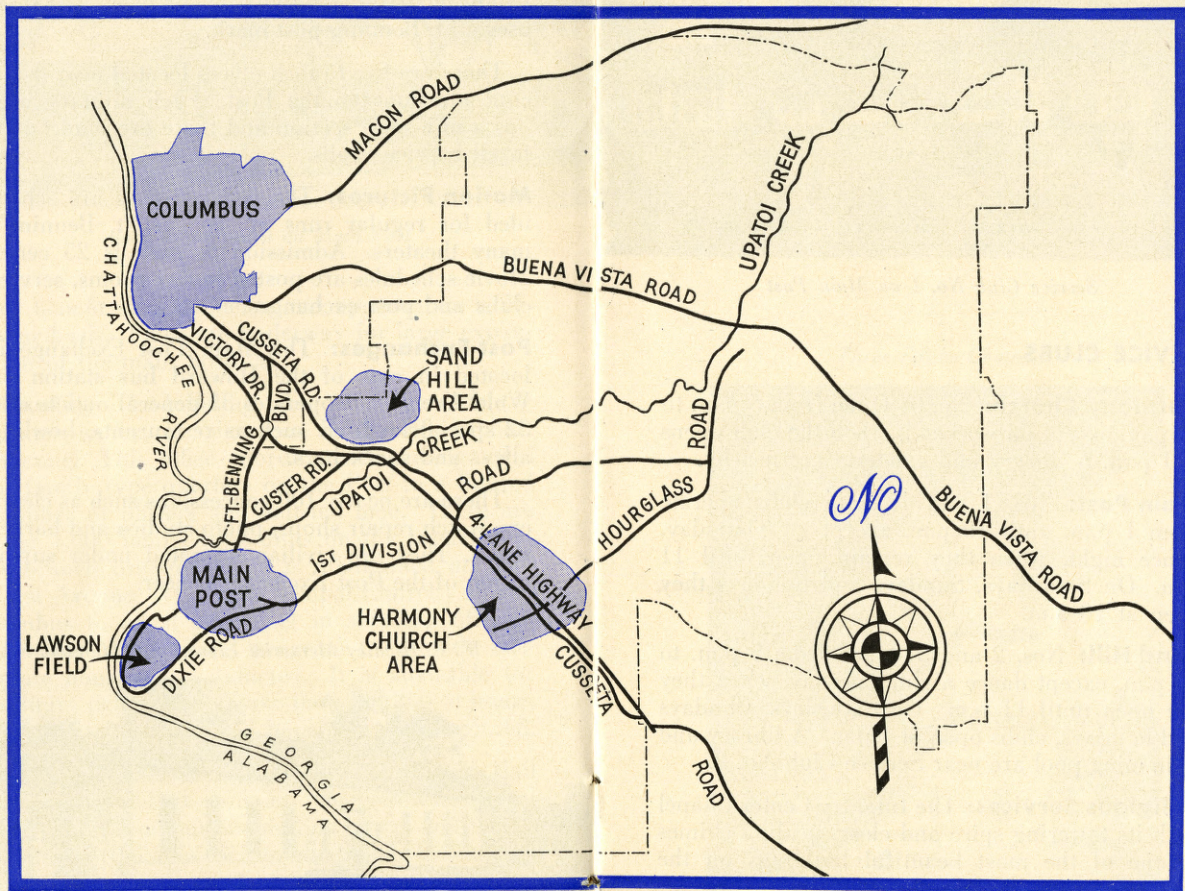 MACON ROAD
COLUMBUS
UPATOI CREEK
CHATTAHOOCHEE RIVER
BUENA VISTA ROAD
VICTORY DR.
CUSSETA RD.
BLVD.
SAND
HILL
AREA
FT-BENNING
CUSTER RD.
UPATOI
CREEK
ROAD
ROAD
HOURGLASS
N
BUENA VISTA ROAD
1ST DIVISION
4-LANE HIGHWAY
MAIN
POST
HARMONY
CHURCH
AREA
LAWSON
FIELD
DIXIE ROAD
CUSSETA
ROAD
GEORGIA
ALABAMA